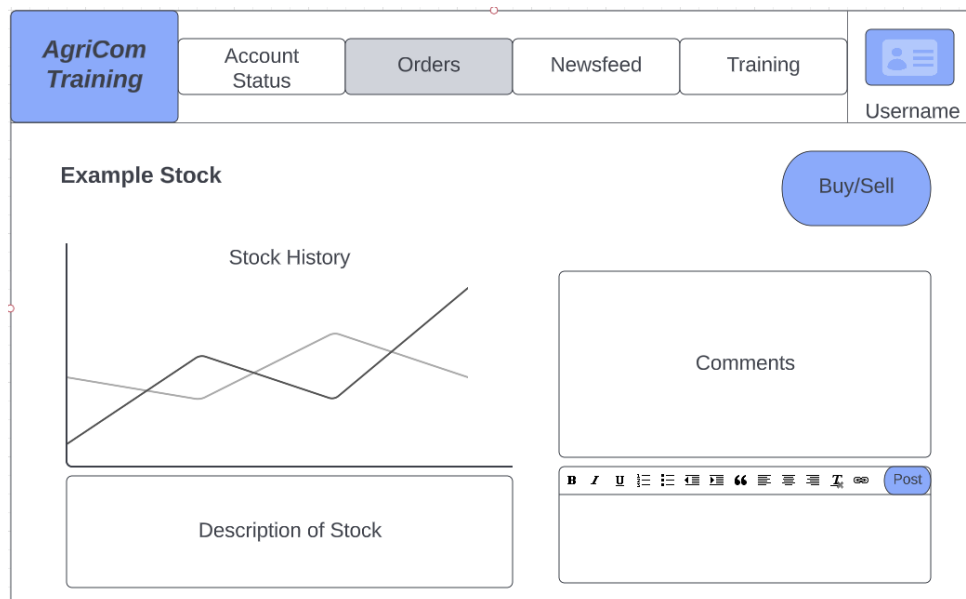 AgriCom
Training
Account
Status
Orders
Newsfeed
Training
Username
Example Stock
Buy/Sell
Stock History
Comments
B I U
Post
Description of Stock